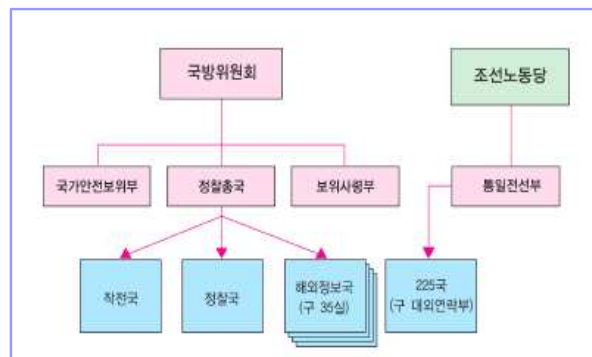 국방위원회
조선노동당
국가안전보위부
정찰총국
보위사령부
통일전선부
작전국
정찰국
해외정보국
(구 35실)
225국
(구 대외연락부)